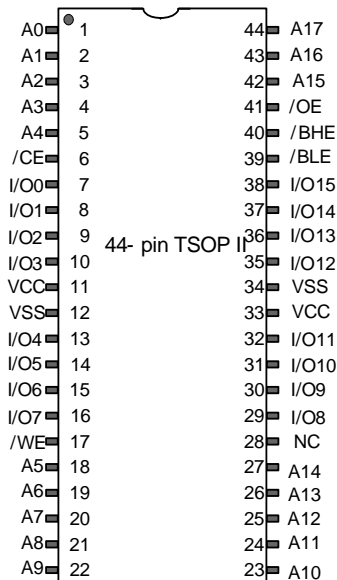 A0 1 44 A17
A1 2 43 A16
A2 3 42 A15
A3 4 41 /OE
A4 5 40 /BHE
/CE 6 39 /BLE
I/O0 7 38 I/O15
I/O1 8 37 I/O14
I/O2 9 44- pin TSOP II 36 I/O13
I/O3 10 35 I/O12
VCC 11 34 VSS
VSS 12 33 VCC
I/O4 13 32 I/O11
I/O5 14 31 I/O10
I/O6 15 30 I/O9
I/O7 16 29 I/O8
/WE 17 28 NC
A5 18 27 A14
A6 19 26 A13
A7 20 25 A12
A8 21 24 A11
A9 22 23 A10